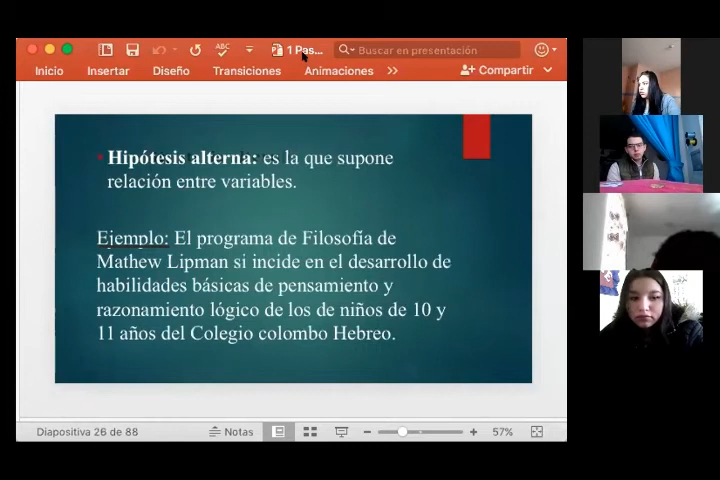 ABC
1 Pas...
Buscar en presentación
Inicio
Insertar
Diseño
Transiciones
Animaciones
Compartir
Hipótesis alterna: es la que supone
relación entre variables.
Ejemplo: El programa de Filosofía de
Mathew Lipman si incide en el desarrollo de
habilidades básicas de pensamiento y
razonamiento lógico de los de niños de 10 y
11 años del Colegio colombo Hebreo.
Diapositiva 26 de 88
Notas
57%